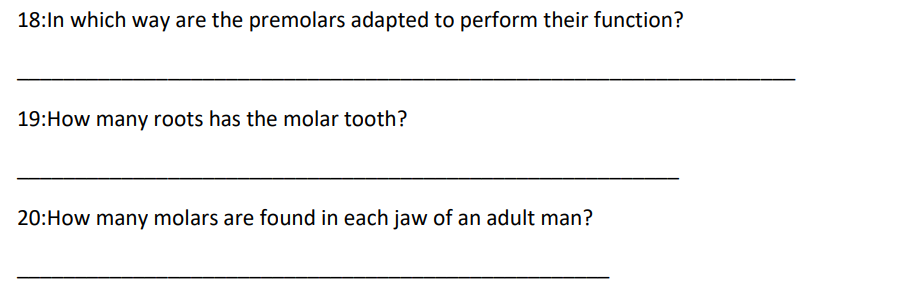 18:In which way are the premolars adapted to perform their function?
19:How many roots has the molar tooth?
20:How many molars are found in each jaw of an adult man?